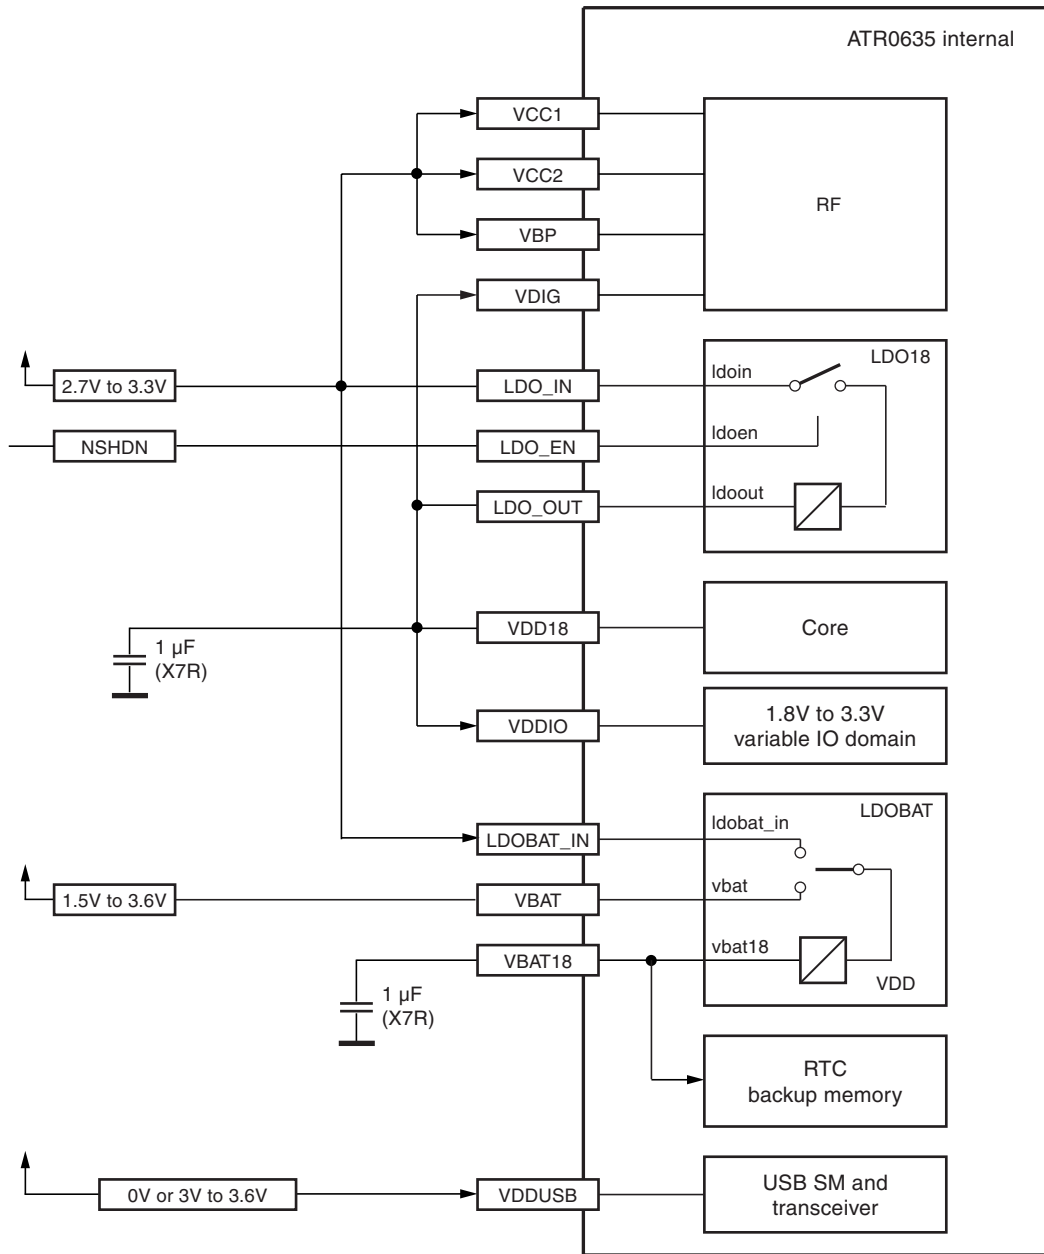 ATR0635 internal
VCC1
VCC2
RF
VBP
VDIG
LDO18
2.7V to 3.3V
LDO_IN
ldoin
NSHDN
LDO_EN
ldoen
LDO_OUT
ldoout
VDD18
Core
1 µF
(X7R)
VDDIO
1.8V to 3.3V
variable IO domain
LDOBAT
LDOBAT_IN
ldobat_in
1.5V to 3.6V
VBAT
vbat
VBAT18
vbat18
VDD
1 µF
(X7R)
RTC
backup memory
0V or 3V to 3.6V
VDDUSB
USB SM and
transceiver